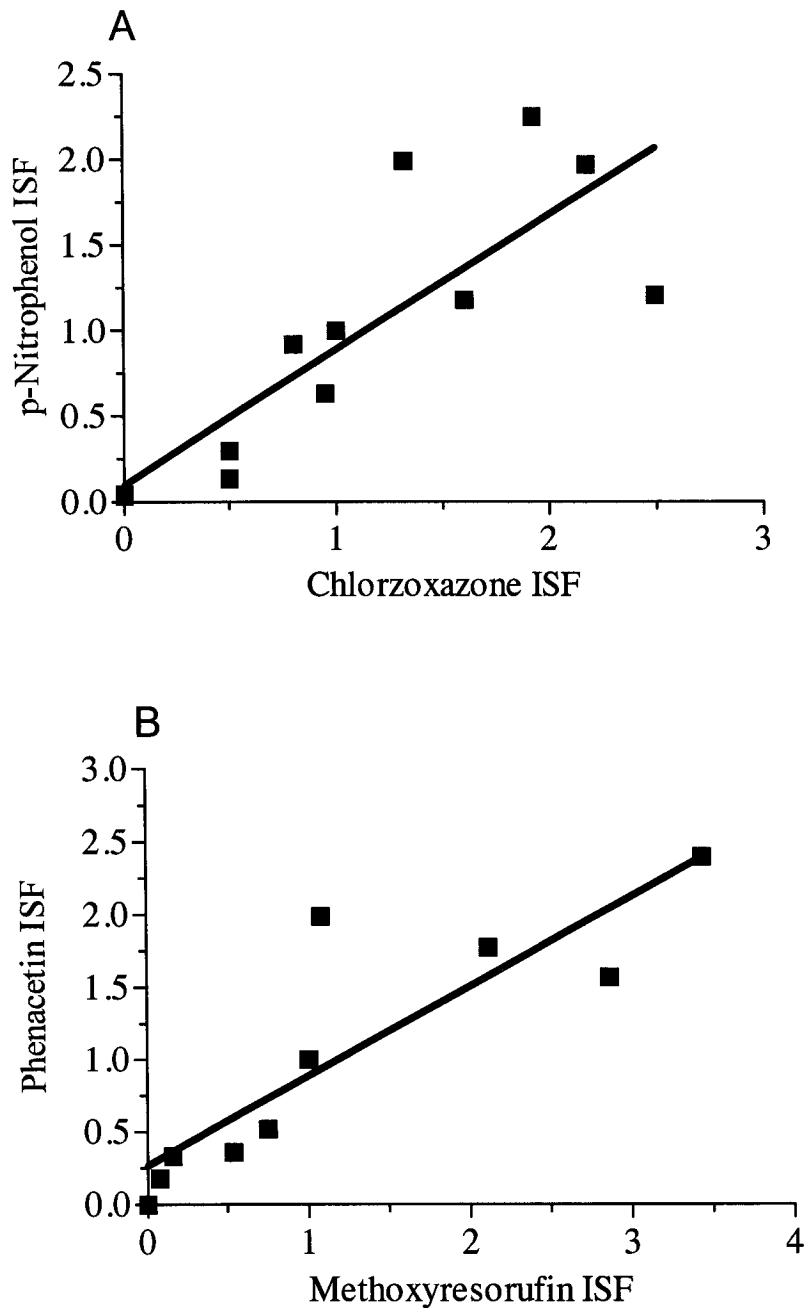 A
2.5
2.0
1.5
1.0
0.5
0.0
p-Nitrophenol ISF
0 1 2 3
Chlorzoxazone ISF
B
3.0
2.5
2.0
1.5
1.0
0.5
0.0
Phenacetin ISF
0 1 2 3 4
Methoxyresorufin ISF